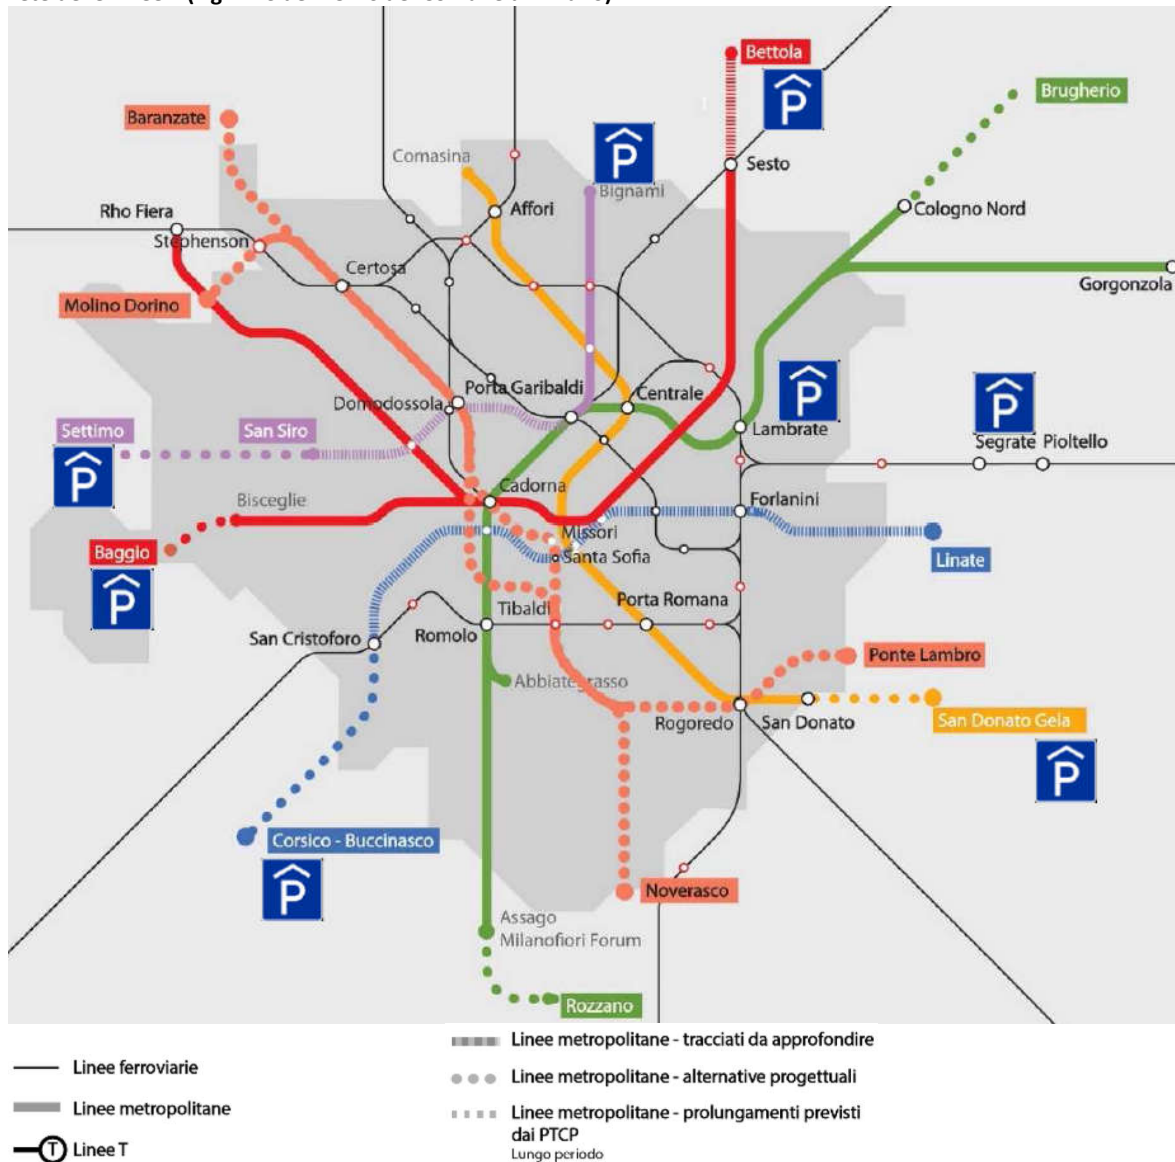 Bettola
P
Brugherio
Baranzate
P
Comasina
Bignami
Sesto
Rho Fiera
Affori
Cologno Nord
Stephenson
Certosa
Gorgonzola
Molino Dorino
Porta Garibaldi
Centrale
P
P
Domodossola
Settimo
San Siro
Lambrate
Segrate Pioltello
P
Cadorna
Bisceglie
Forlanini
Missori
Baggio
Santa Sofia
Linate
P
Tibaldi
Porta Romana
San Cristoforo
Romolo
Ponte Lambro
Abbiategrasso
Rogoredo
San Donato
San Donato Gela
P
Corsico - Buccinasco
P
Noverasco
Assago
Milanofiori Forum
Rozzano
Linee ferroviarie
Linee metropolitane
T Linee T
Linee metropolitane - tracciati da approfondire
Linee metropolitane - alternative progettuali
Linee metropolitane - prolungamenti previsti
dai PTCP
Lungo periodo